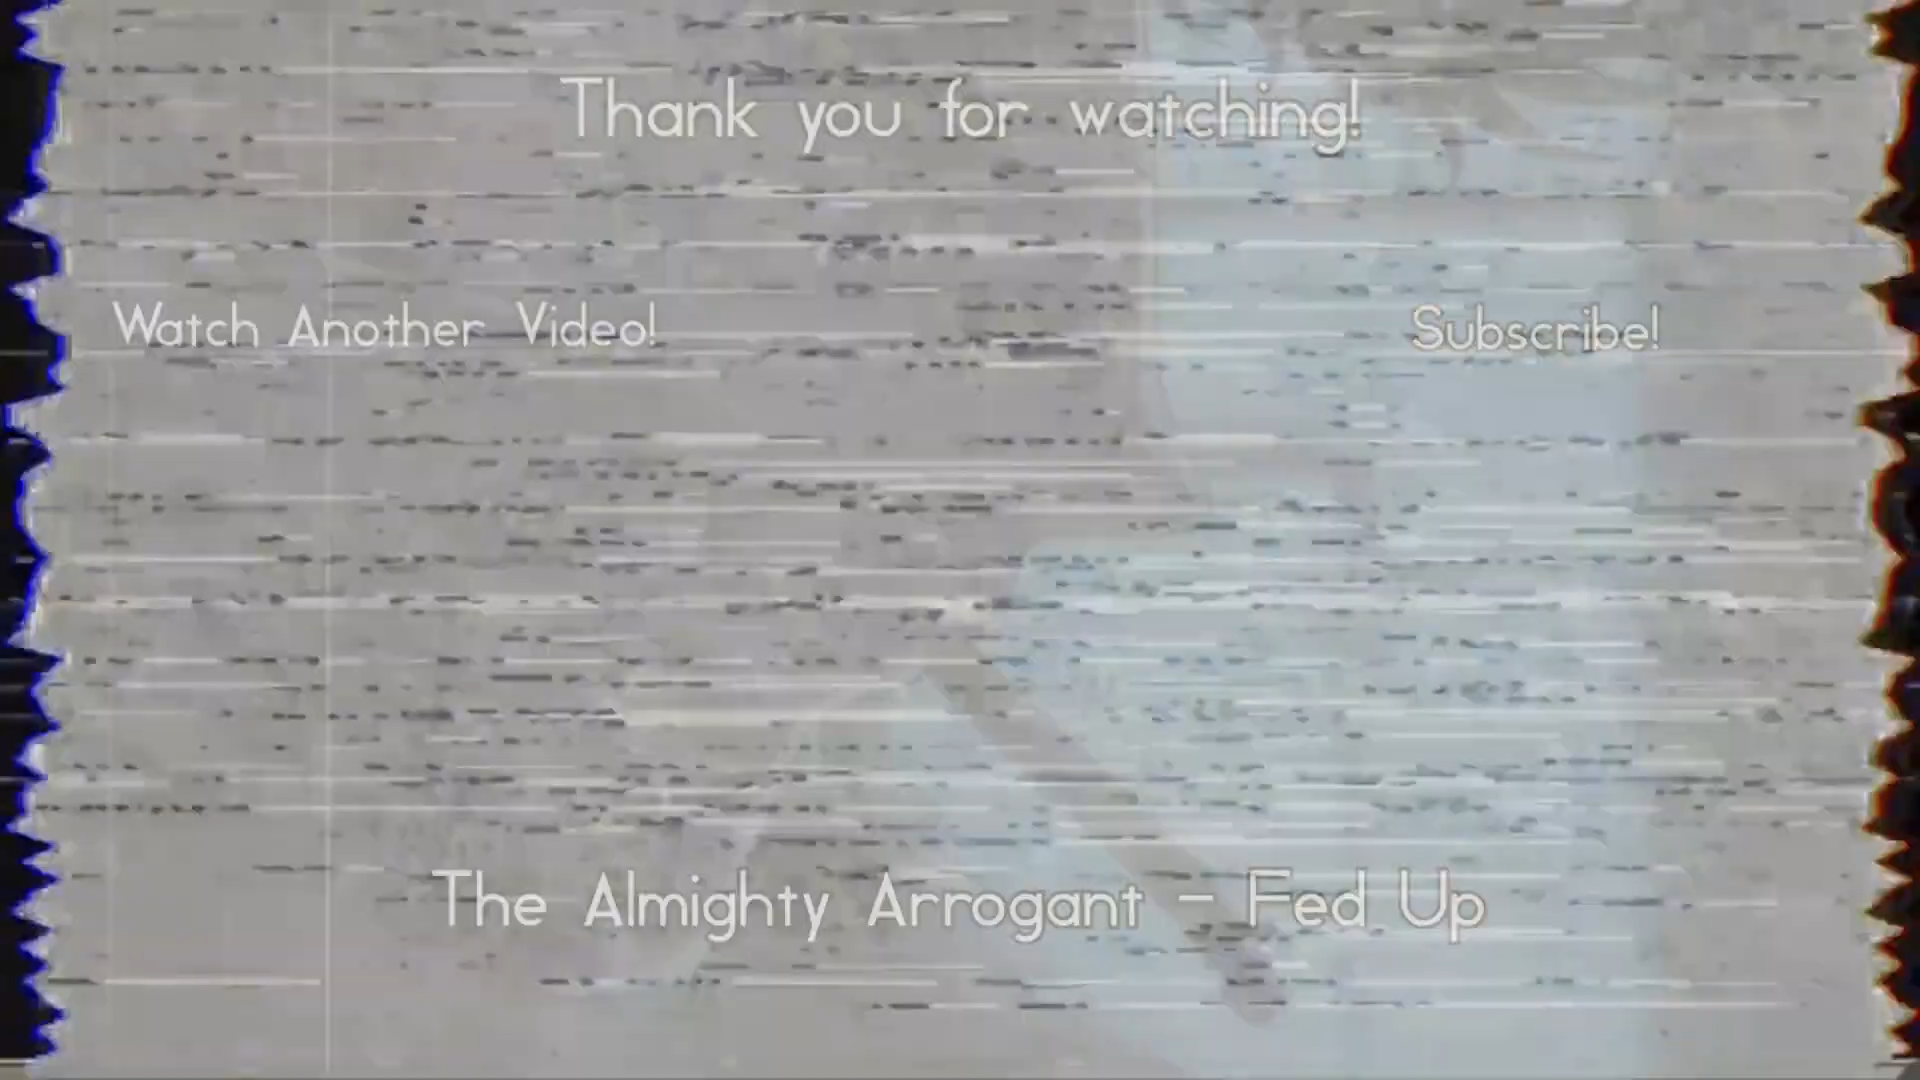 Thank you for watching!
Watch Another Video!
Subscribe!
The Almighty Arrogant - Fed Up